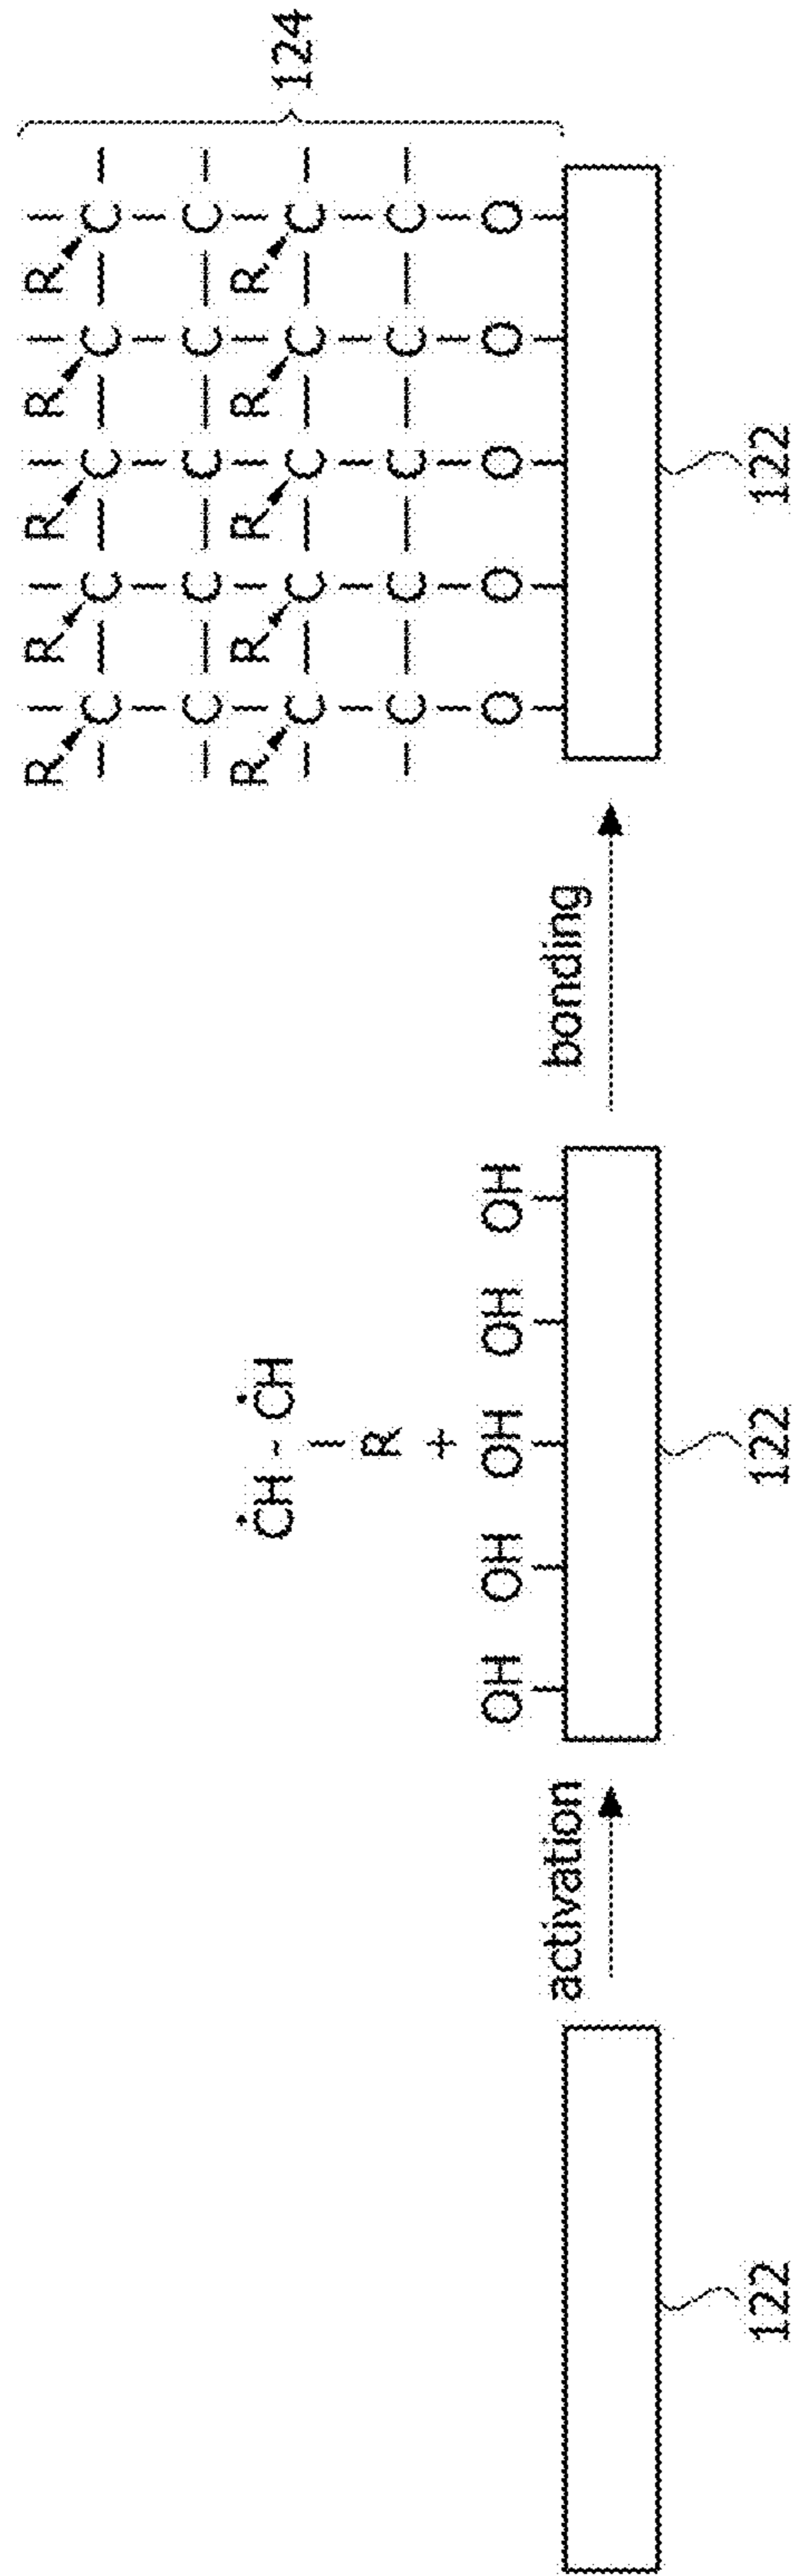 122
activation
ĊH - ĊH
R
+
OH OH OH OH OH
122
bonding
R R R R R
C C C C C
C C C C C
R R R R R
C C C C C
C C C C C
O O O O O
124
122